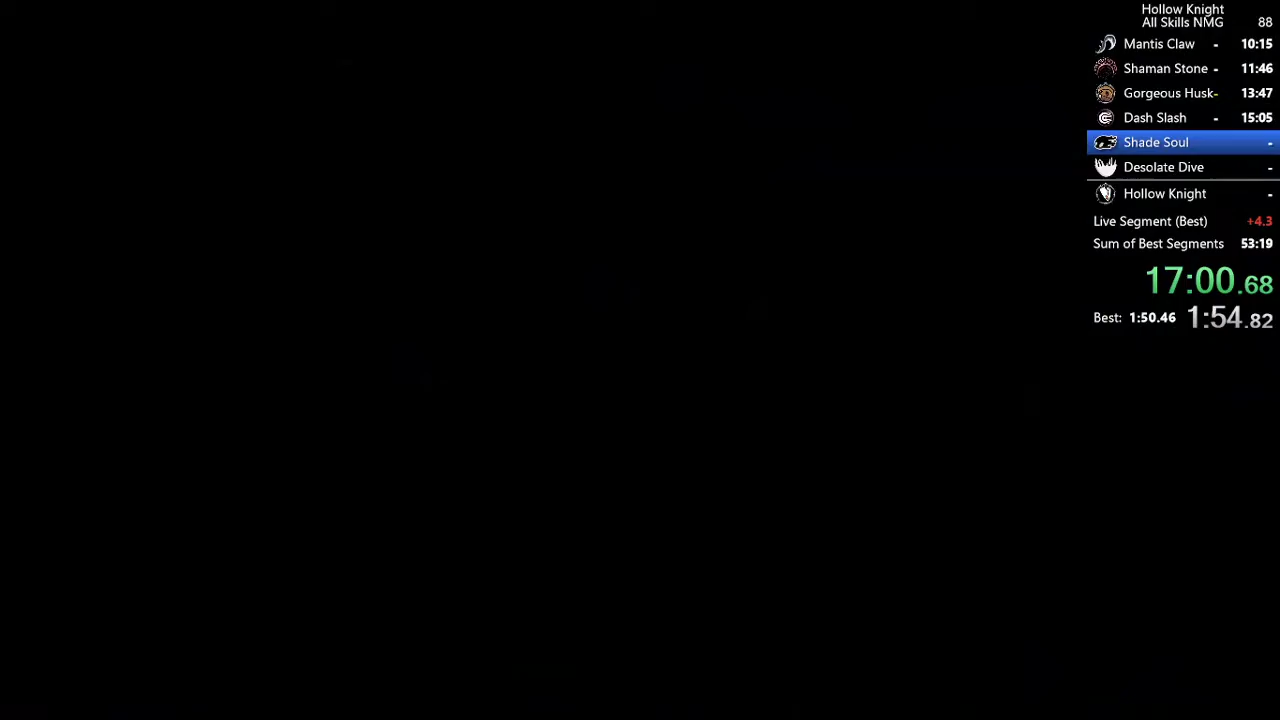 Hollow Knight
All Skills NMG 88
Mantis Claw - 10:15
Shaman Stone - 11:46
Gorgeous Husk- 13:47
Dash Slash - 15:05
Shade Soul -
Desolate Dive -
Hollow Knight -
Live Segment (Best) +4.3
Sum of Best Segments 53:19
17:00.68
Best: 1:50.46 1:54.82